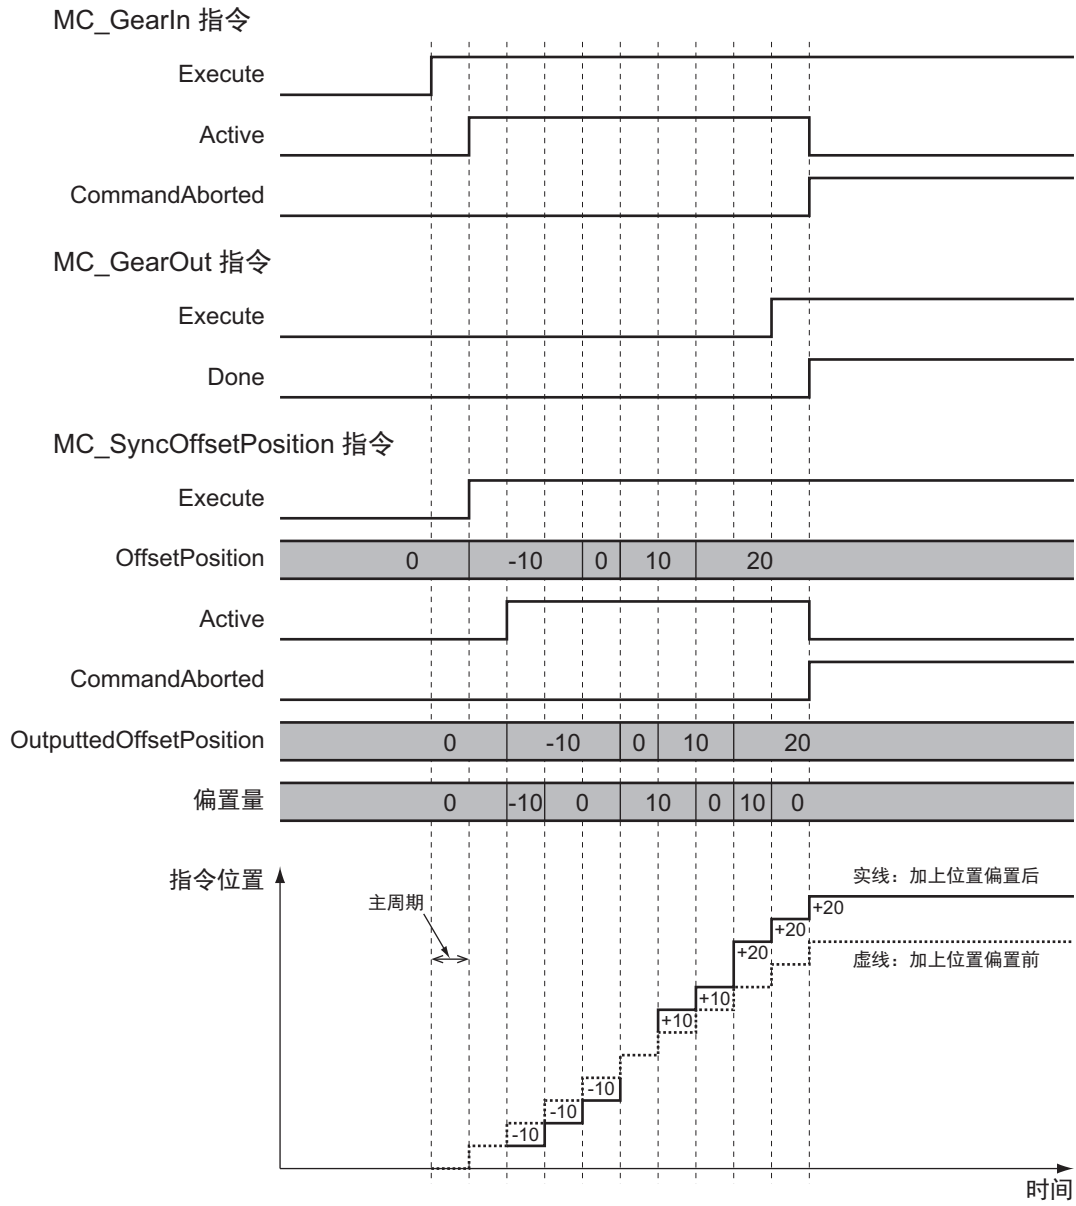 MC_GearIn 指令
Execute
Active
CommandAborted
MC_GearOut 指令
Execute
Done
MC_SyncOffsetPosition 指令
Execute
OffsetPosition 0 -10 0 10 20
Active
CommandAborted
OutputtedOffsetPosition 0 -10 0 10 20
偏置量 0 -10 0 10 0 10 0
指令位置
实线：加上位置偏置后
主周期
+20
+20
+20
虚线：加上位置偏置前
+10
+10
-10
-10
-10
时间